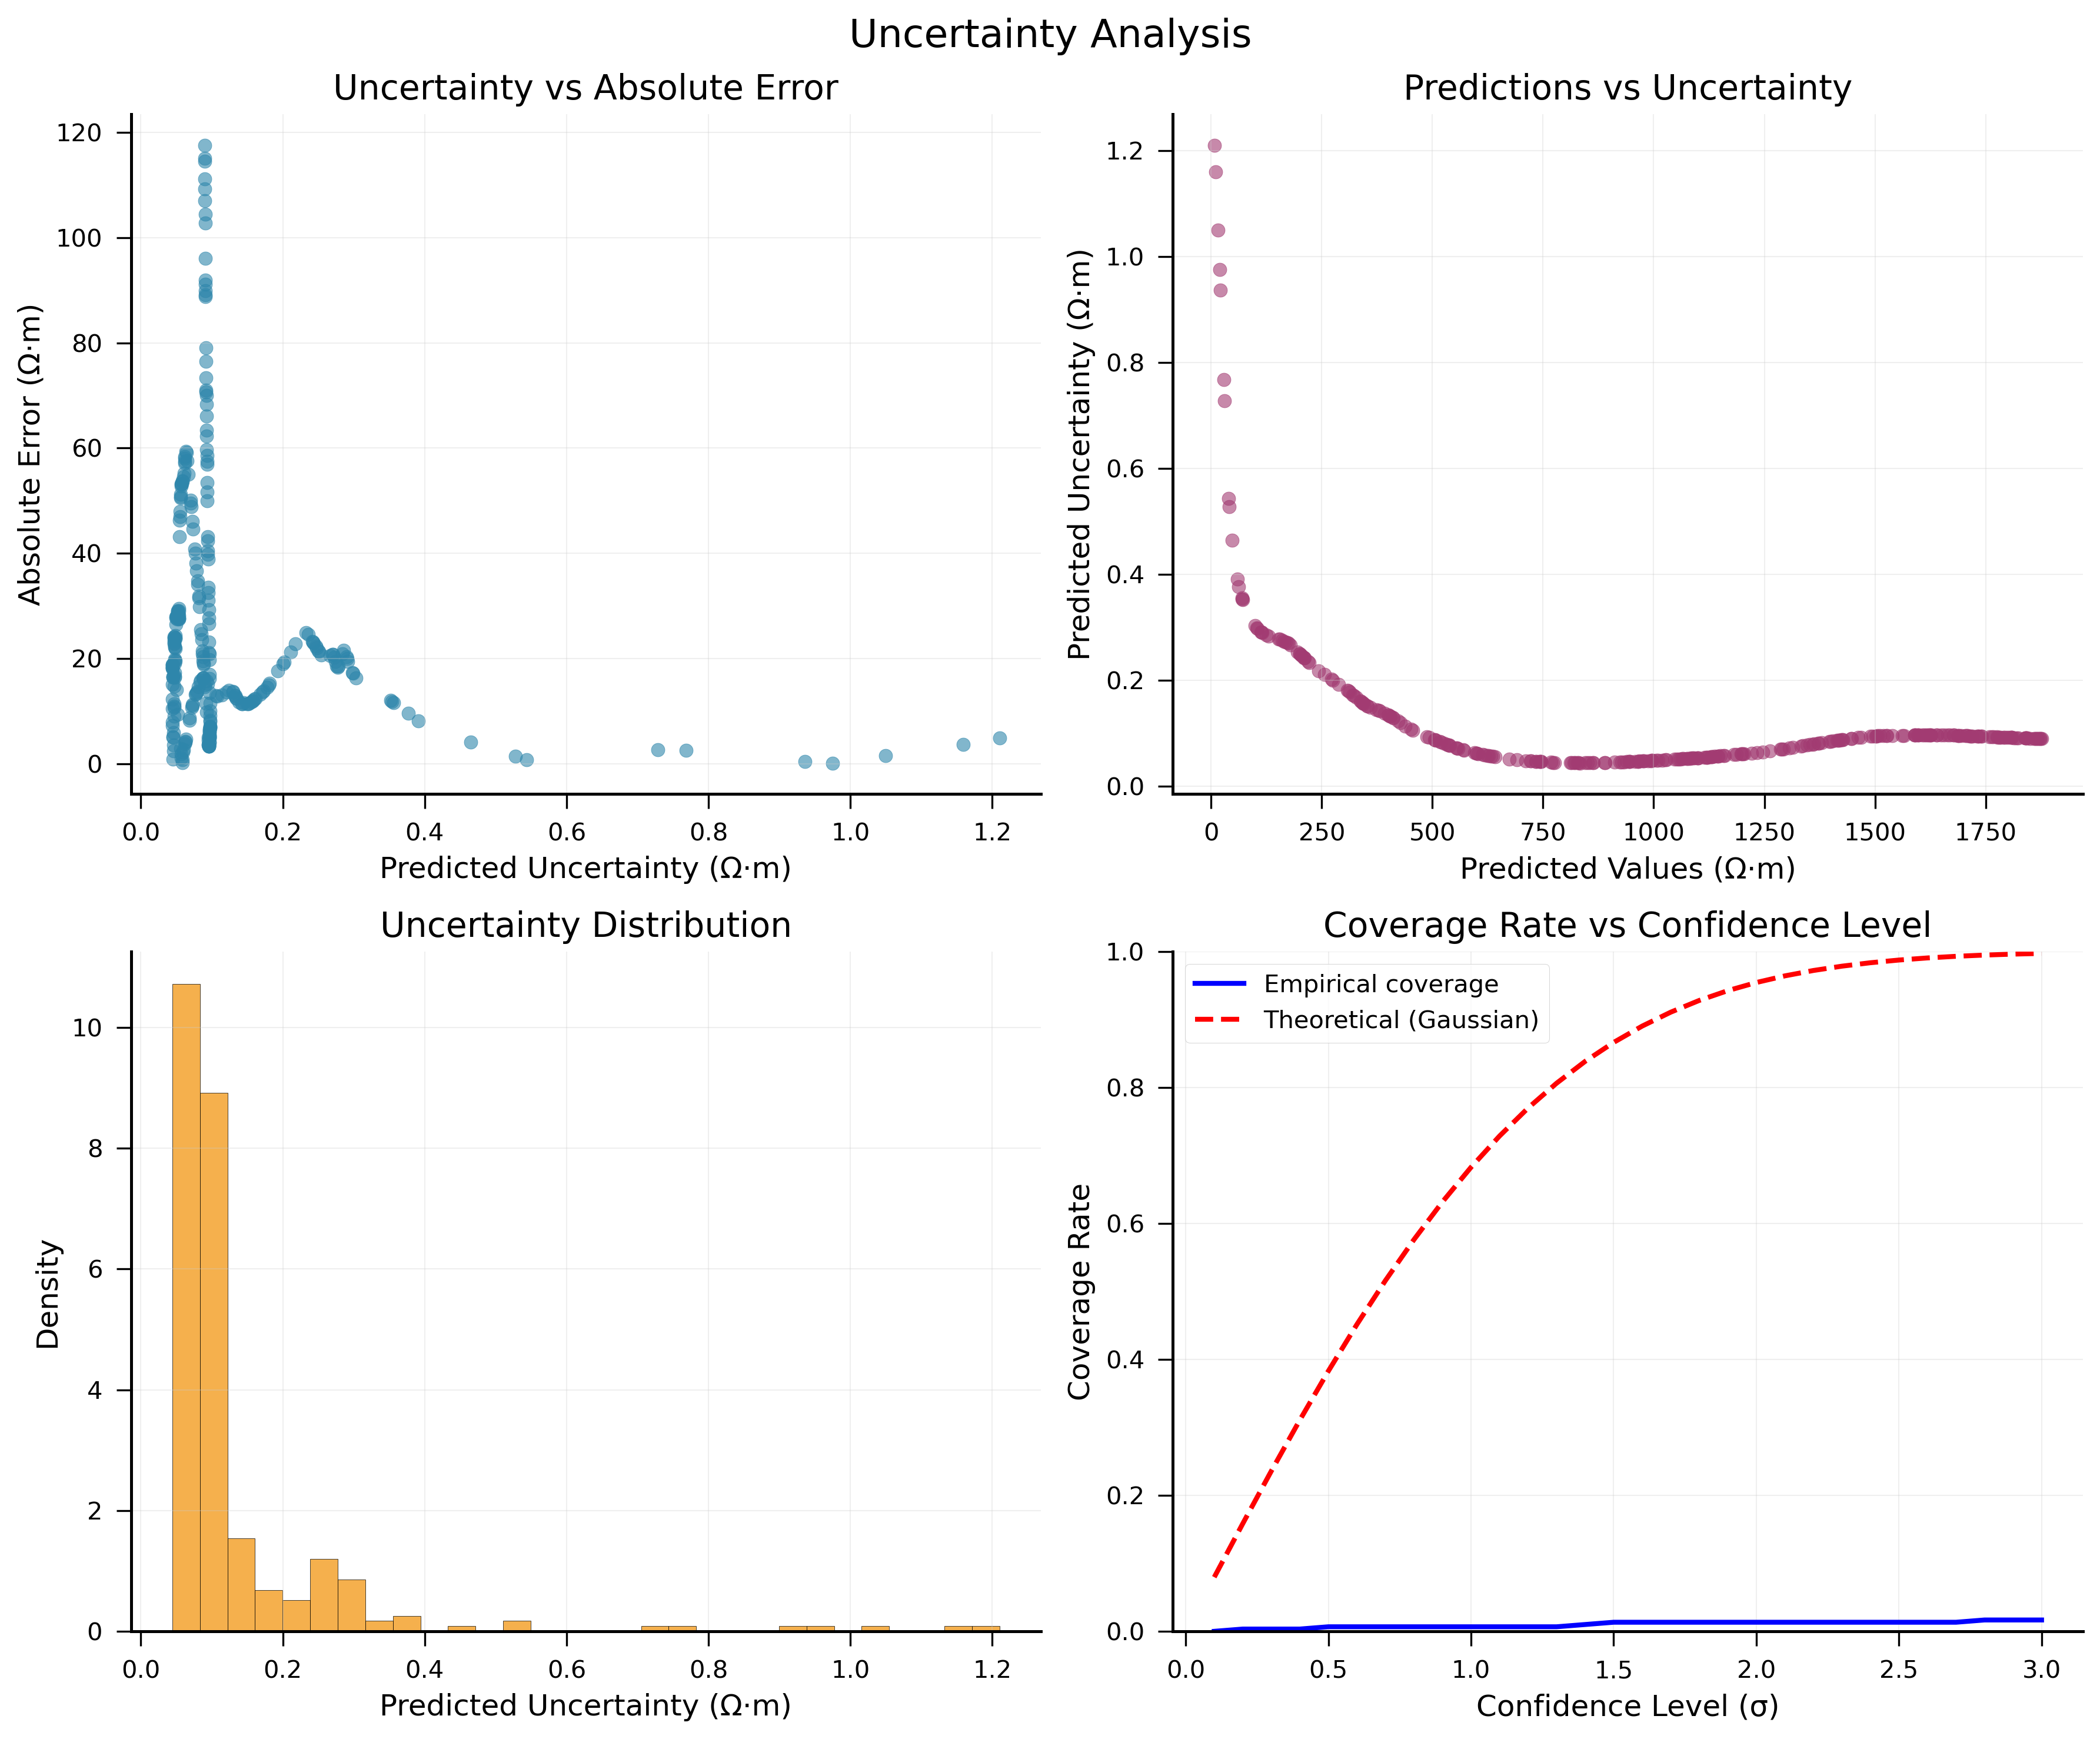 Uncertainty Analysis
Uncertainty vs Absolute Error
120
100
80
60
40
20
0
Absolute Error (Ω·m)
0.0 0.2 0.4 0.6 0.8 1.0 1.2
Predicted Uncertainty (Ω·m)
Predictions vs Uncertainty
1.2
1.0
0.8
0.6
0.4
0.2
0.0
Predicted Uncertainty (Ω·m)
0 250 500 750 1000 1250 1500 1750
Predicted Values (Ω·m)
Uncertainty Distribution
10
8
6
4
2
0
Density
0.0 0.2 0.4 0.6 0.8 1.0 1.2
Predicted Uncertainty (Ω·m)
Coverage Rate vs Confidence Level
1.0
0.8
0.6
0.4
0.2
0.0
Coverage Rate
Empirical coverage
Theoretical (Gaussian)
0.0 0.5 1.0 1.5 2.0 2.5 3.0
Confidence Level (σ)